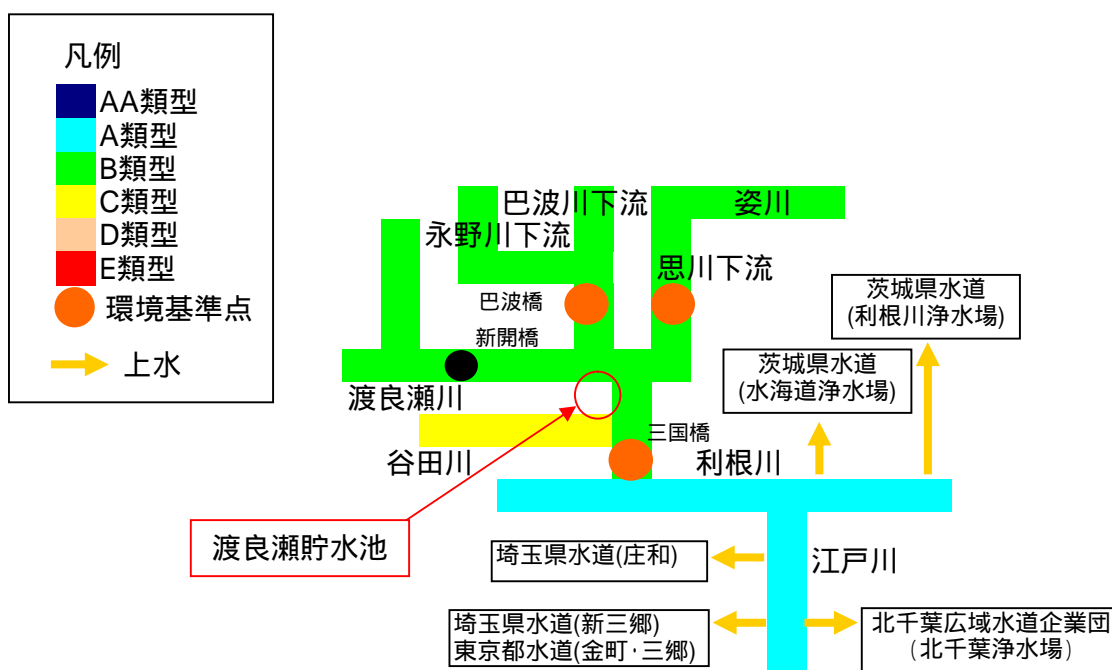 凡例
AA類型
A類型
B類型
C類型
D類型
E類型
環境基準点
上水
巴波川下流
姿川
永野川下流
思川下流
巴波橋
新開橋
茨城県水道
(利根川浄水場)
茨城県水道
(水海道浄水場)
渡良瀬川
三国橋
谷田川
利根川
渡良瀬貯水池
埼玉県水道(庄和)
江戸川
埼玉県水道(新三郷)
東京都水道(金町・三郷)
北千葉広域水道企業団
(北千葉浄水場)